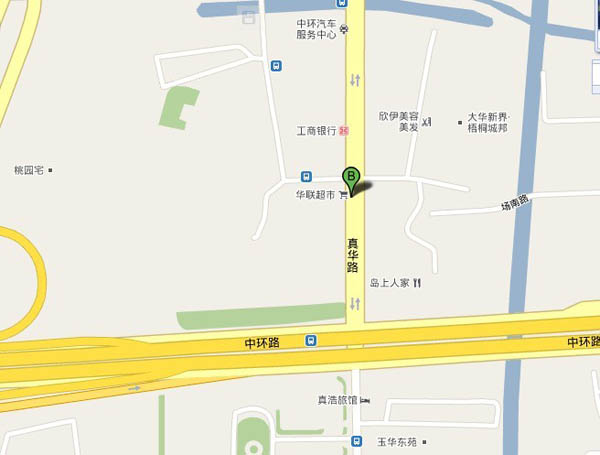 中环汽车
服务中心
工商银行
欣伊美容
美发
大华新界·
梧桐城邦
桃园宅
B
华联超市
场南路
真华路
岛上人家
中环路
中环路
真浩旅馆
玉华东苑